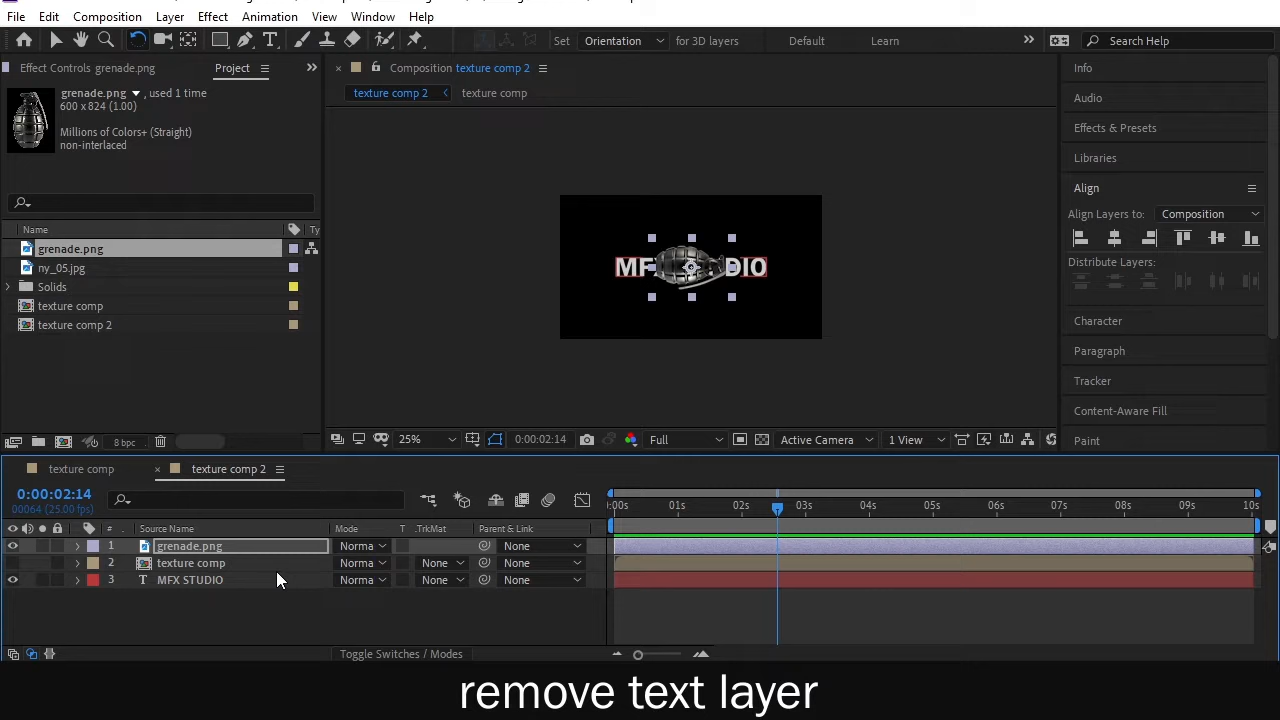 File Edit Composition Layer Effect Animation View Window Help
Set Orientation for 3D layers Default Learn Search Help
Effect Controls grenade.png Project
Composition texture comp 2
grenade.png , used 1 time
600 x 824 (1.00)
Millions of Colors+ (Straight)
non-interlaced
texture comp 2 texture comp
Name Ty
grenade.png
ny_05.jpg
Solids
texture comp
texture comp 2
8 bpc
MF DIO
25% 0:00:02:14 Full Active Camera 1 View
Info
Audio
Effects & Presets
Libraries
Align
Align Layers to: Composition
Distribute Layers:
Character
Paragraph
Tracker
Content-Aware Fill
Paint
texture comp texture comp 2
0:00:02:14
00064 (25.00 fps)
:00s 01s 02s 03s 04s 05s 06s 07s 08s 09s 10s
# Source Name Mode T .TrkMat Parent & Link
1 grenade.png Norma None
2 texture comp Norma None None
3 T MFX STUDIO Norma None None
Toggle Switches / Modes
remove text layer